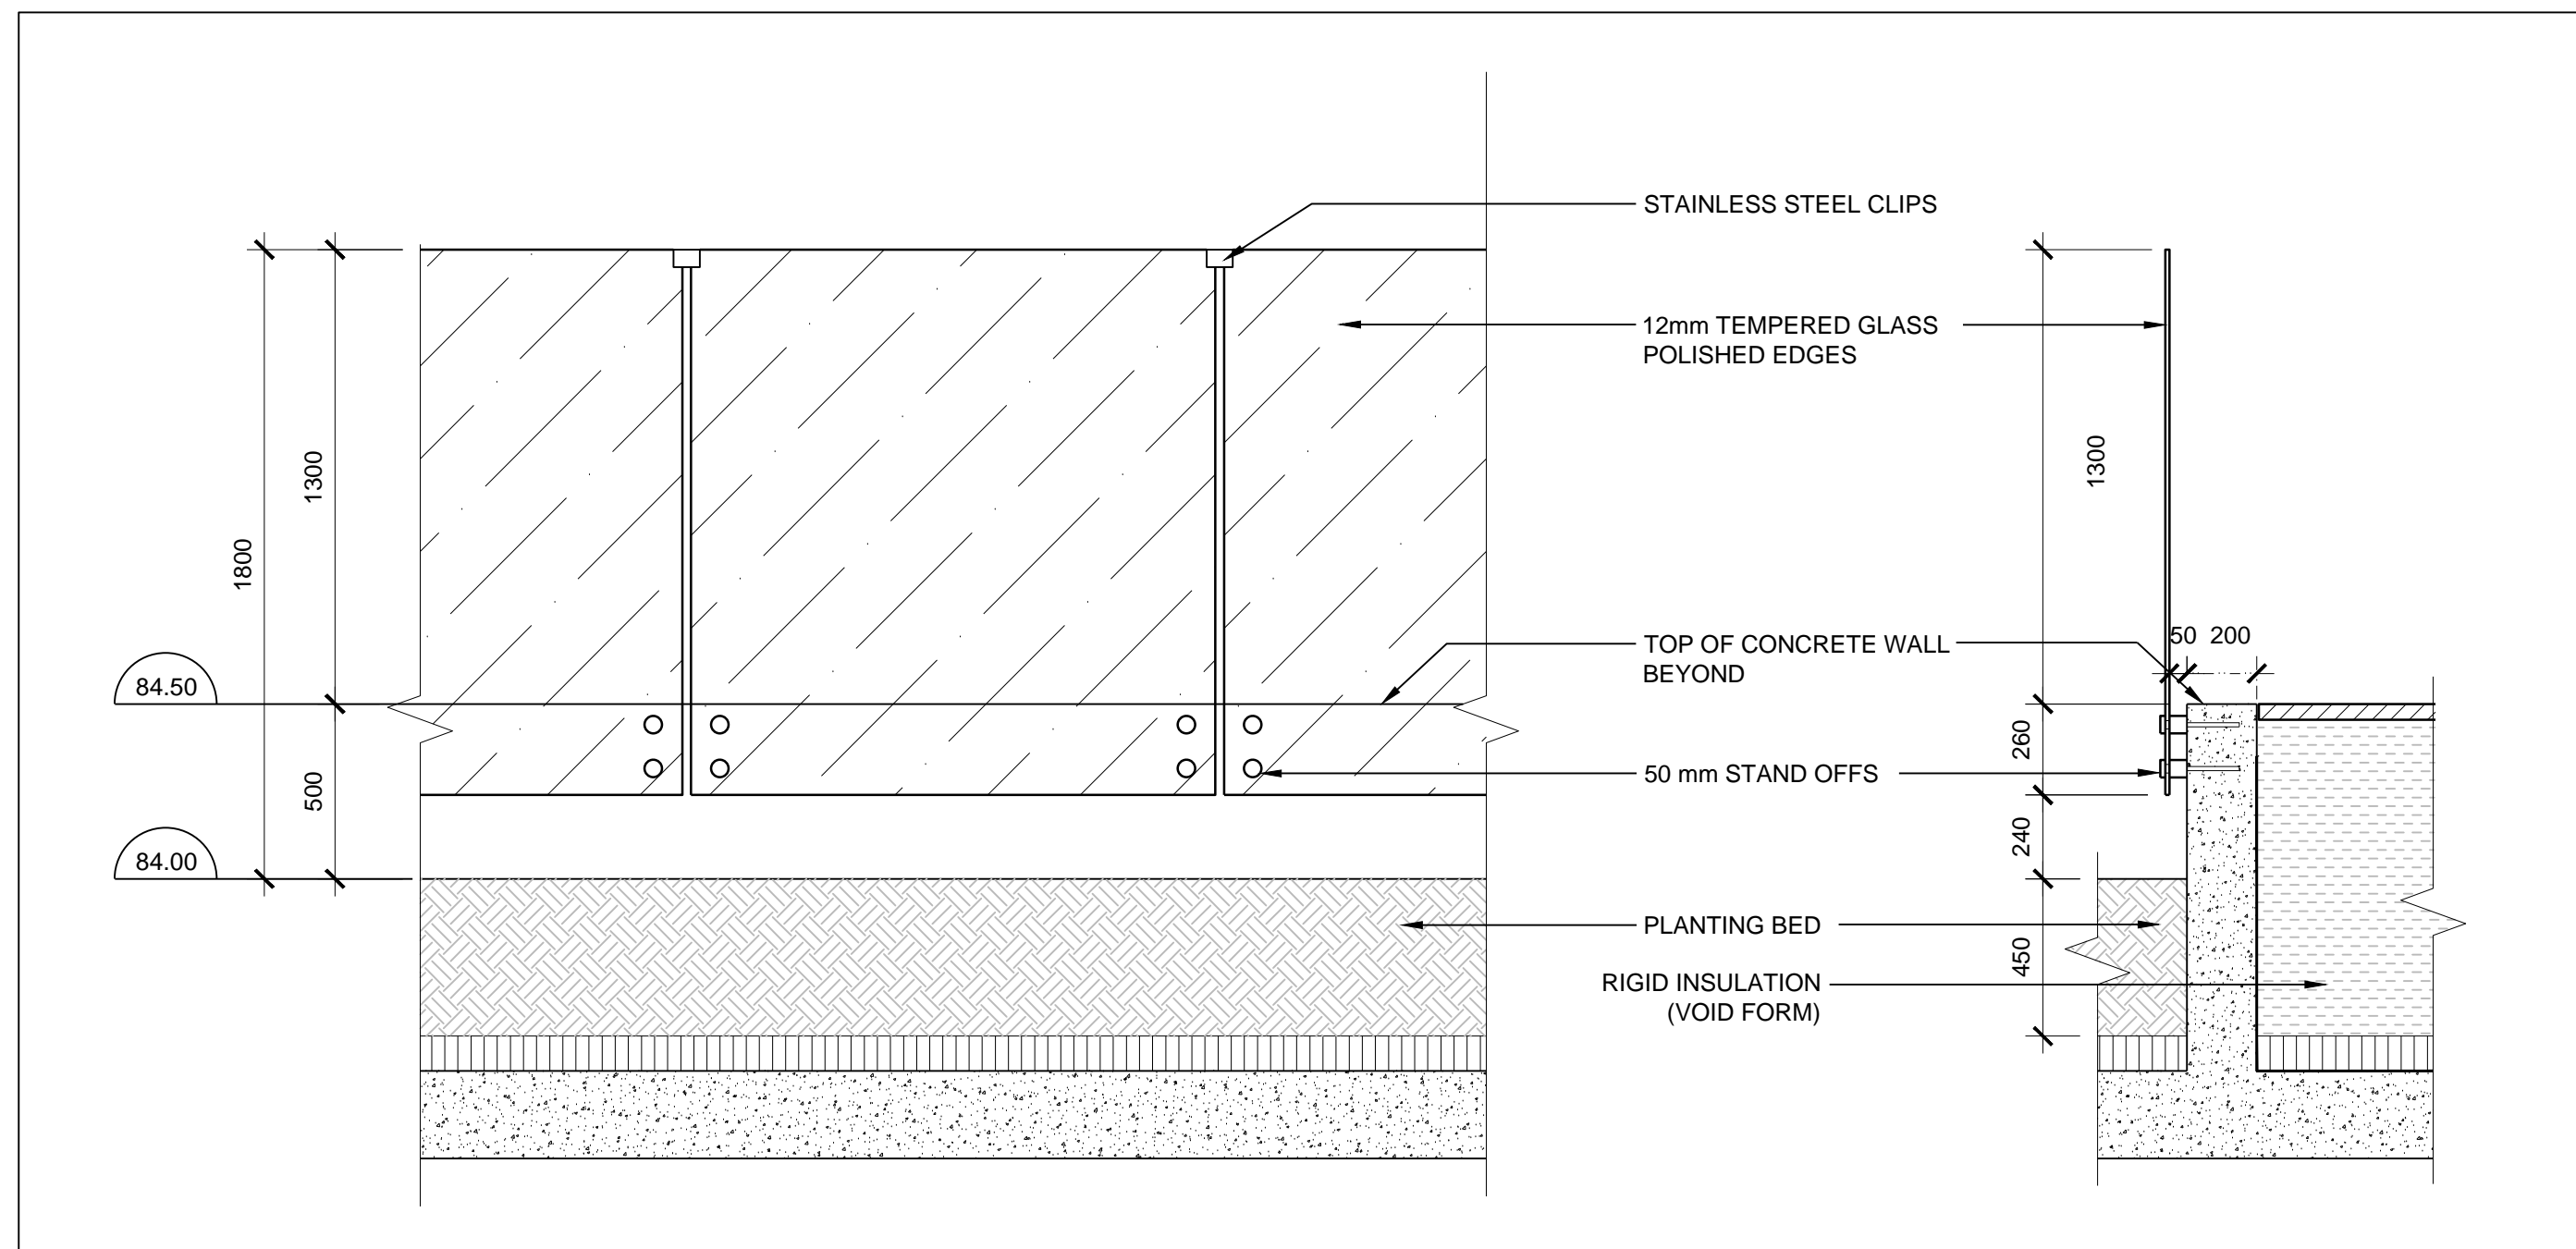 STAINLESS STEEL CLIPS
12mm TEMPERED GLASS
POLISHED EDGES
1300
1300
1800
TOP OF CONCRETE WALL
BEYOND
50 200
84.50
260
50 mm STAND OFFS
500
240
84.00
PLANTING BED
450
RIGID INSULATION
(VOID FORM)